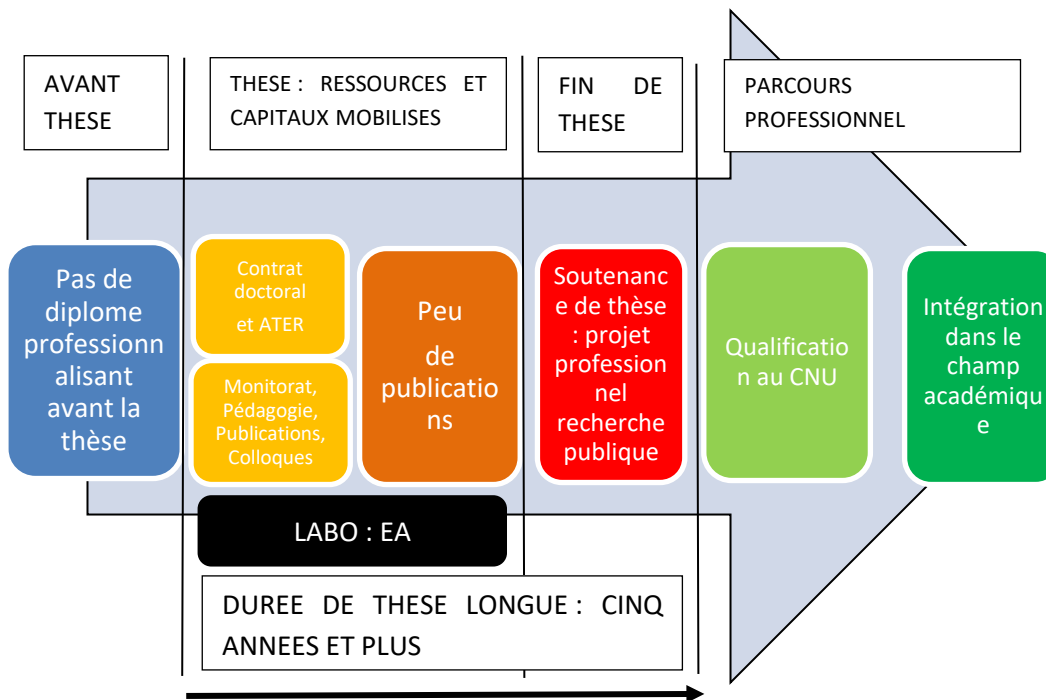 AVANT
THESE
THESE : RESSOURCES ET
CAPITAUX MOBILISES
FIN DE
THESE
PARCOURS
PROFESSIONNEL
Pas de
diplome
professionn
alisant
avant la
thèse
Contrat
doctoral
et ATER
Monitorat,
Pédagogie,
Publications,
Colloques
Peu
de
publicatio
ns
Soutenanc
e de thèse
: projet
profession
nel
recherche
publique
Qualificatio
n au CNU
Intégration
dans le
champ
académiqu
e
LABO : EA
DUREE DE THESE LONGUE : CINQ
ANNEES ET PLUS